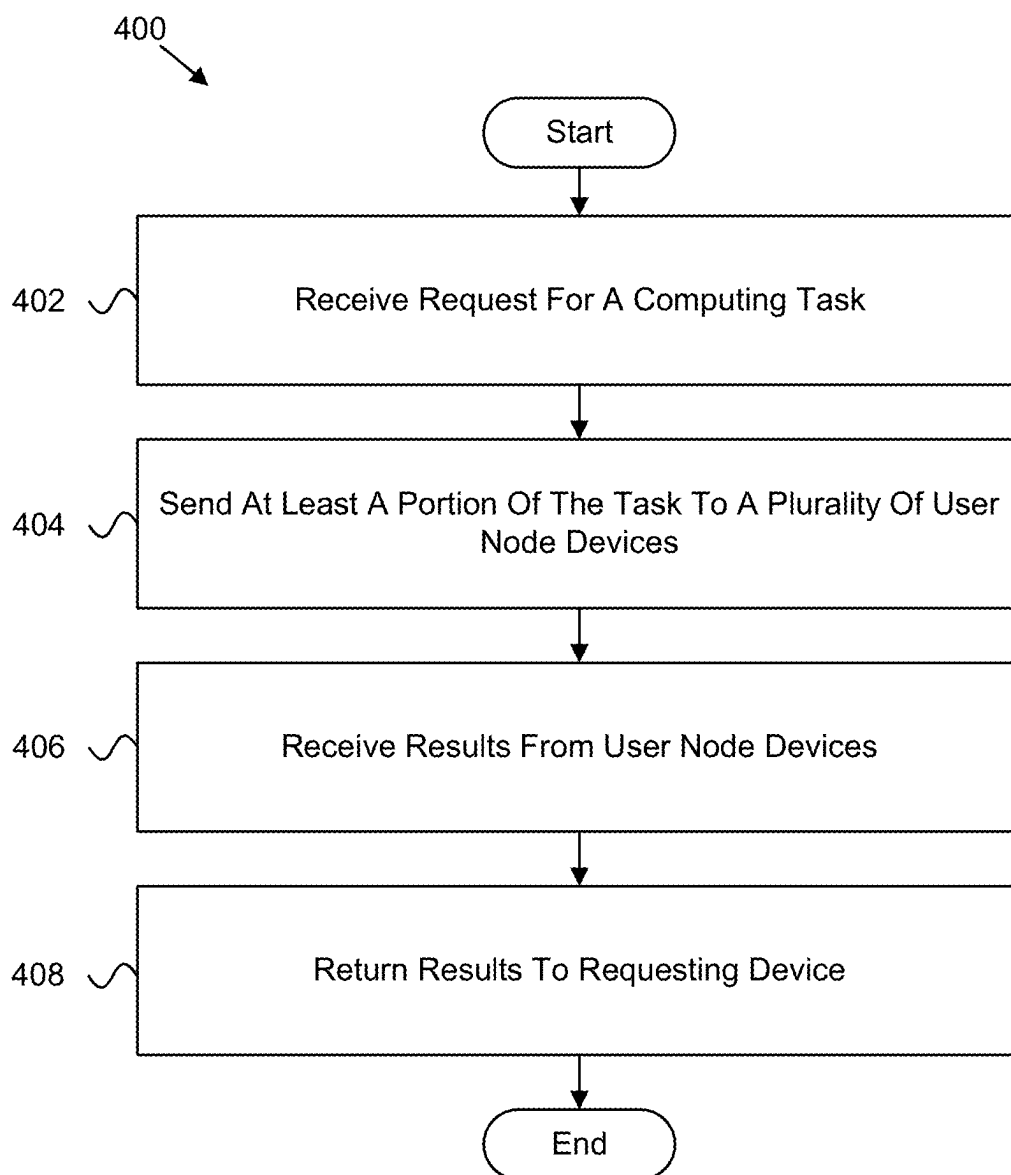 400
Start
402
Receive Request For A Computing Task
404
Send At Least A Portion Of The Task To A Plurality Of User
Node Devices
406
Receive Results From User Node Devices
408
Return Results To Requesting Device
End